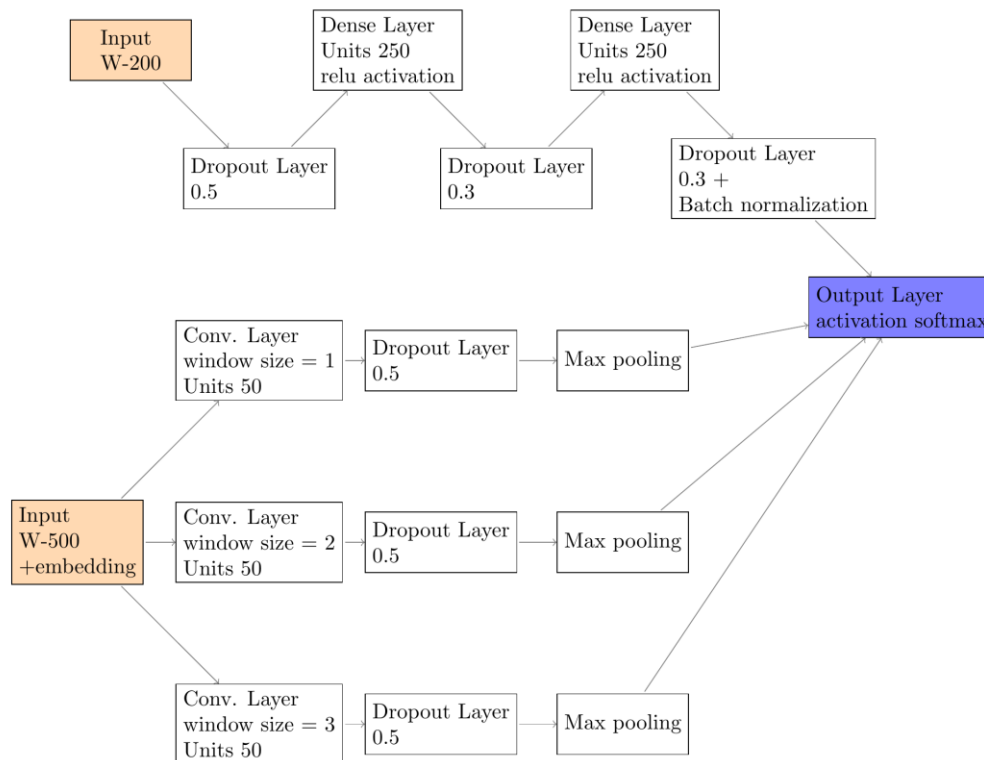 Input
W-200
Dense Layer
Units 250
relu activation
Dense Layer
Units 250
relu activation
Dropout Layer
0.5
Dropout Layer
0.3
Dropout Layer
0.3 +
Batch normalization
Output Layer
activation softmax
Conv. Layer
window size = 1
Units 50
Dropout Layer
0.5
Max pooling
Input
W-500
+embedding
Conv. Layer
window size = 2
Units 50
Dropout Layer
0.5
Max pooling
Conv. Layer
window size = 3
Units 50
Dropout Layer
0.5
Max pooling